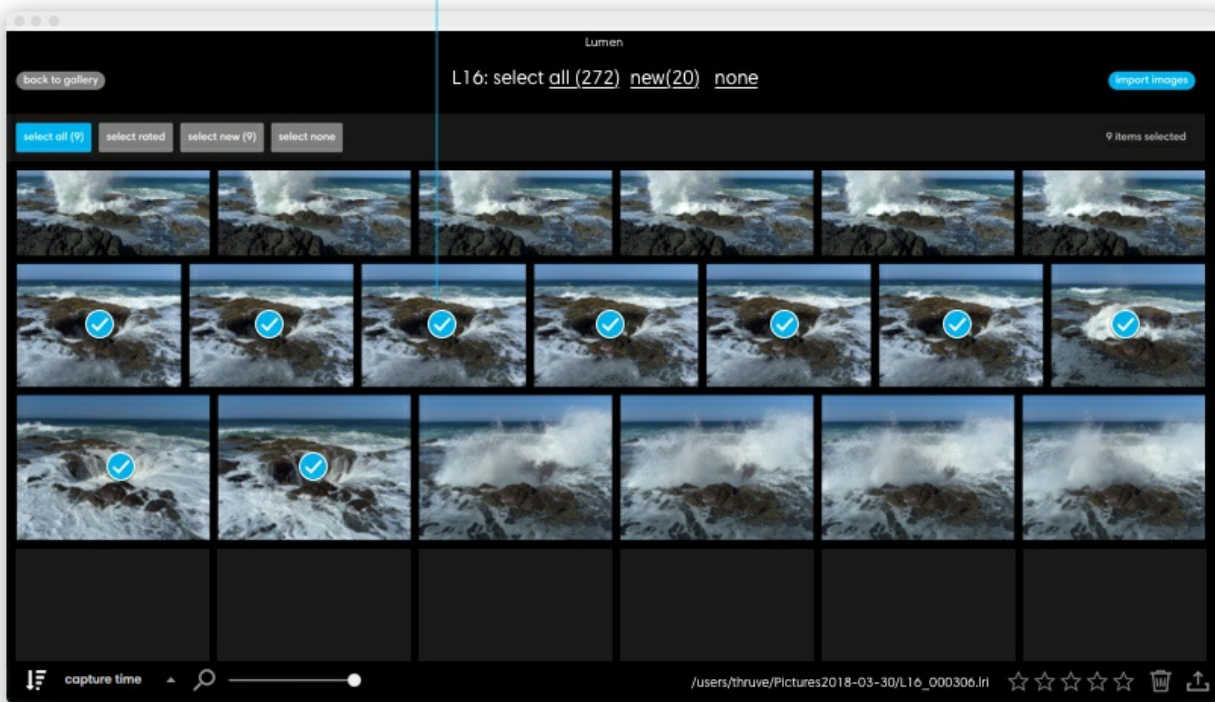 Lumen
back to gallery
L16: select all (272) new(20) none
import images
select all (9) select rated select new (9) select none
9 items selected
capture time
/users/thruve/Pictures2018-03-30/L16_000306.lri